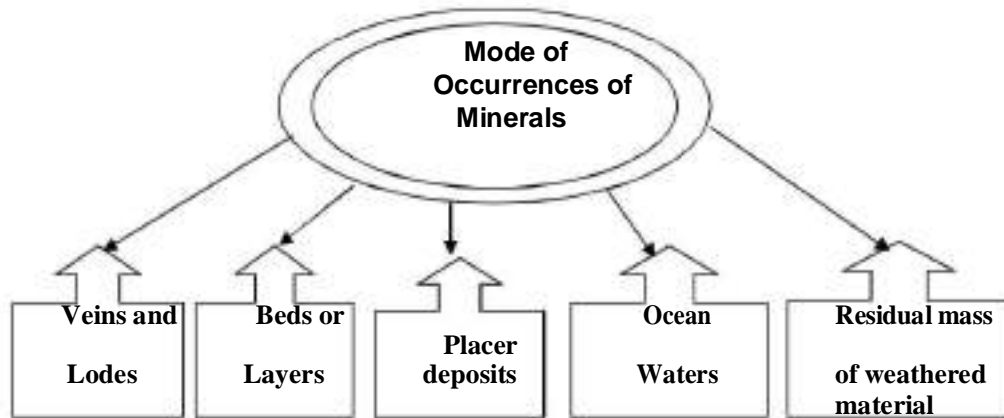 Mode of
Occurrences of
Minerals
Veins and
Lodes
Beds or
Layers
Placer
deposits
Ocean
Waters
Residual mass
of weathered
material